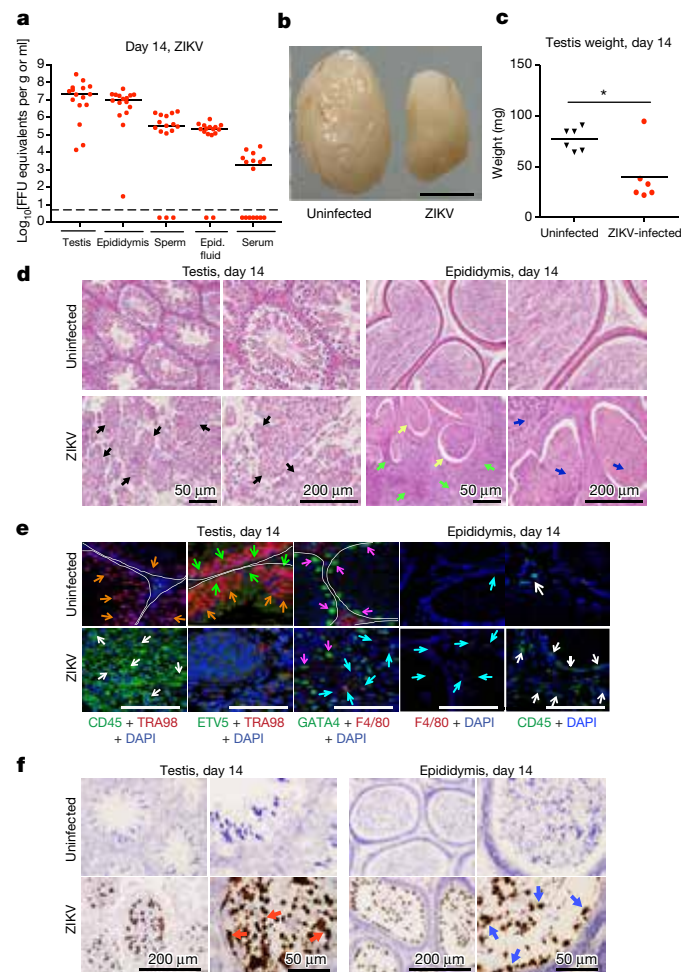 a
Day 14, ZIKV
Log10[FFU equivalents per g or ml]
9
8
7
6
5
4
3
2
1
0
Testis Epididymis Sperm Epid. fluid Serum
b
Uninfected ZIKV
c
Testis weight, day 14
Weight (mg)
150
100
50
0
*
Uninfected ZIKV-infected
d
Testis, day 14 Epididymis, day 14
Uninfected
ZIKV
50 µm 200 µm 50 µm 200 µm
e
Testis, day 14 Epididymis, day 14
Uninfected
ZIKV
CD45 + TRA98 ETV5 + TRA98 GATA4 + F4/80 F4/80 + DAPI CD45 + DAPI
+ DAPI + DAPI + DAPI
f
Testis, day 14 Epididymis, day 14
Uninfected
ZIKV
200 µm 50 µm 200 µm 50 µm